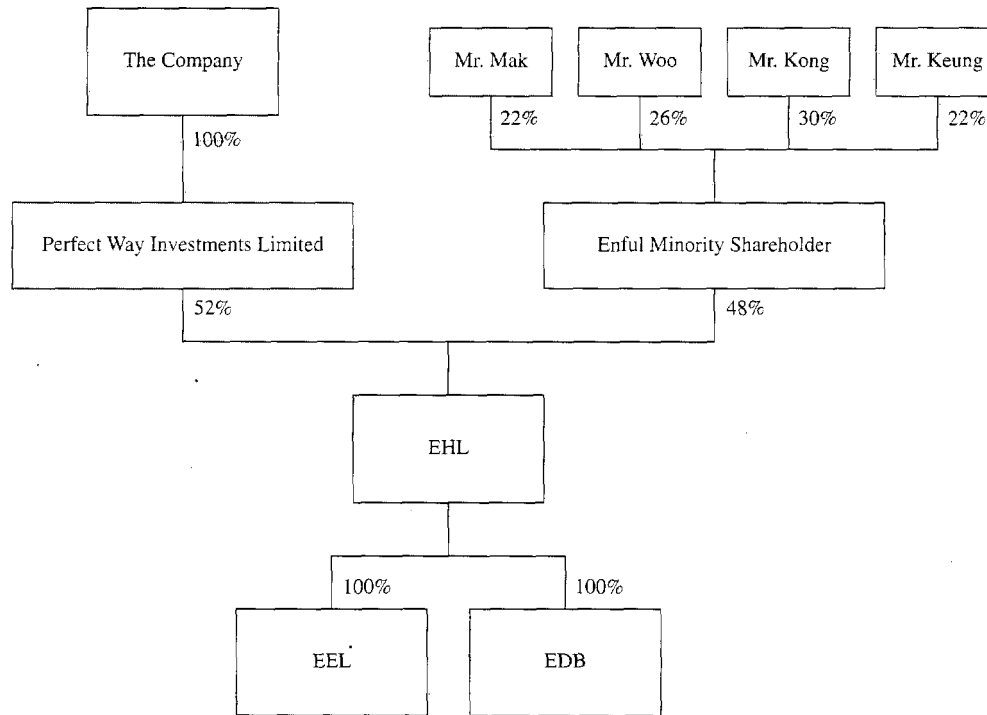 The Company
Mr. Mak
Mr. Woo
Mr. Kong
Mr. Keung
22%
26%
30%
22%
100%
Perfect Way Investments Limited
Enful Minority Shareholder
52%
48%
EHL
100%
100%
EEL
EDB